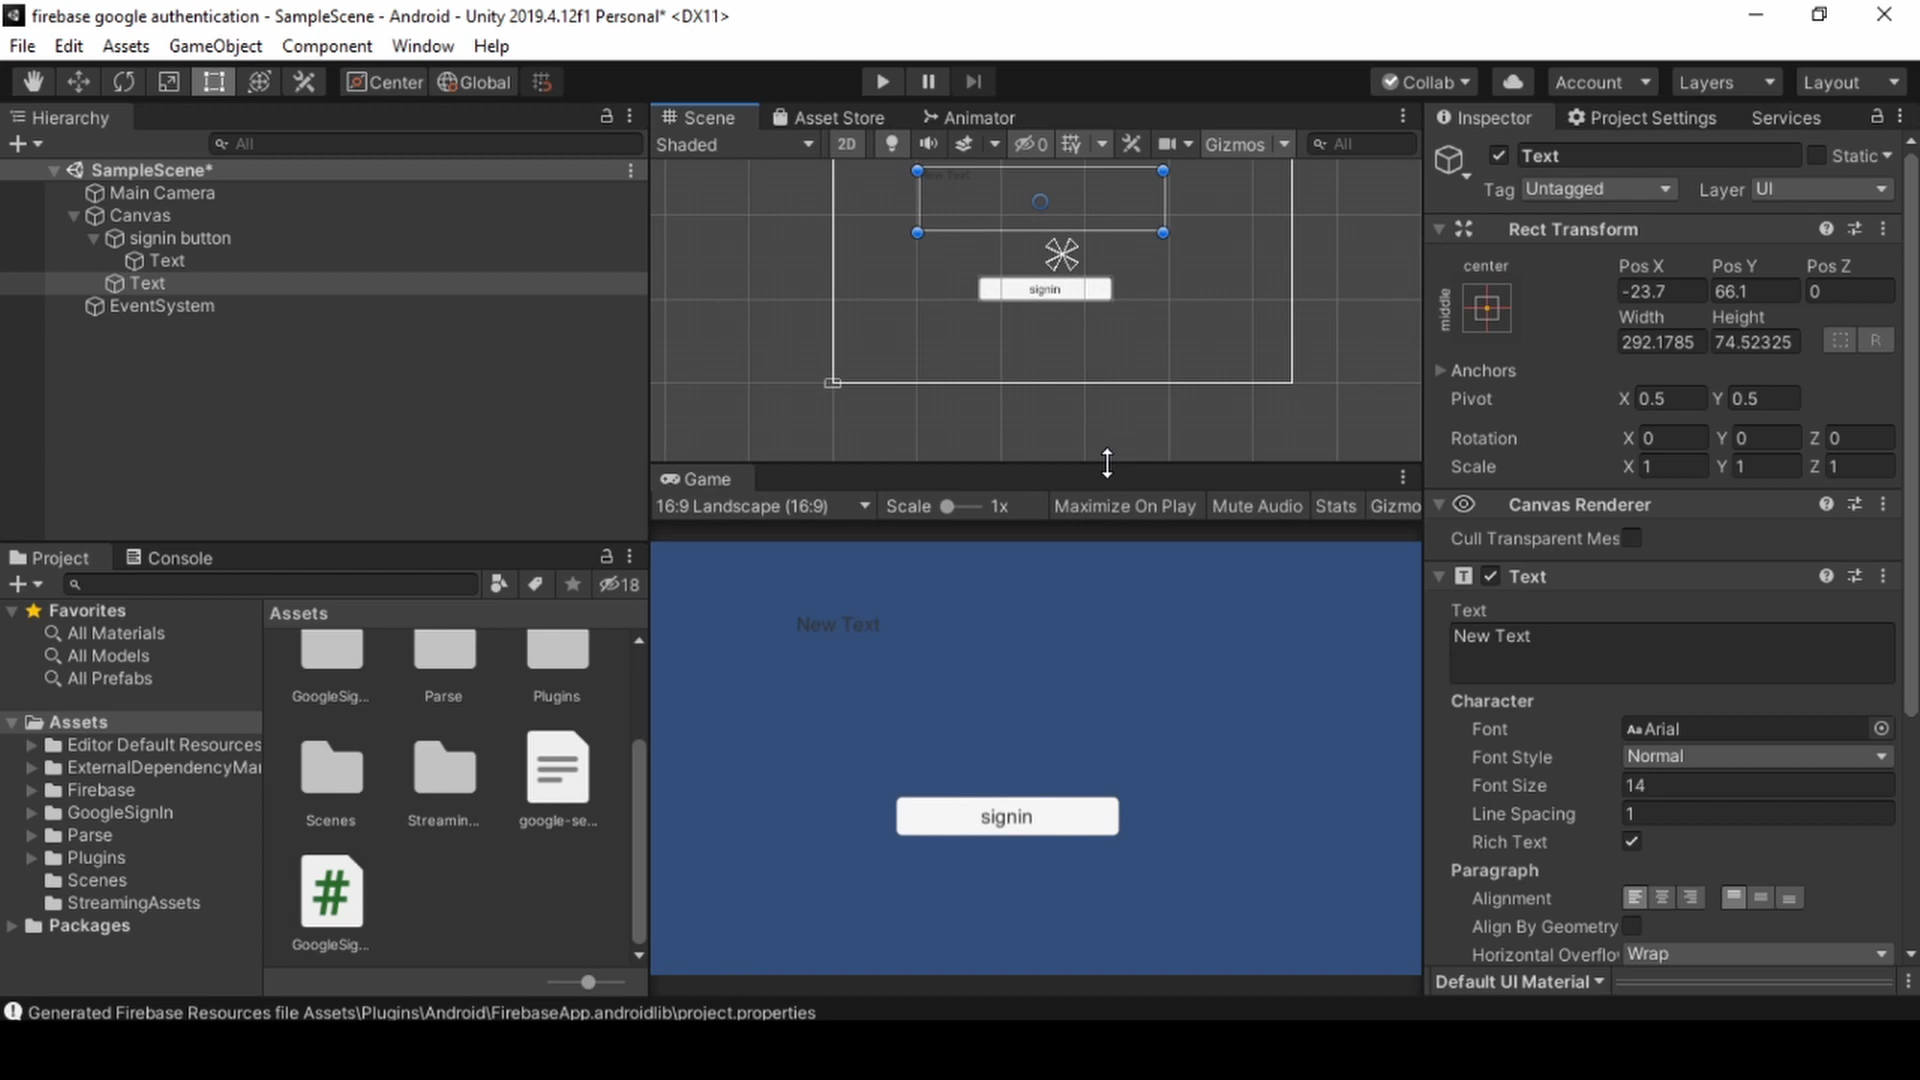 firebase google authentication - SampleScene - Android - Unity 2019.4.12f1 Personal* <DX11>
File Edit Assets GameObject Component Window Help
Center Global
Collab Account Layers Layout
Hierarchy
All
SampleScene*
Main Camera
Canvas
signin button
Text
Text
EventSystem
Scene Asset Store Animator
Shaded 2D 0 Gizmos All
New Text
signin
Game
16:9 Landscape (16:9) Scale 1x Maximize On Play Mute Audio Stats Gizmo
New Text
signin
Project Console
18
Favorites
All Materials
All Models
All Prefabs
Assets
Editor Default Resources
ExternalDependencyMa
Firebase
GoogleSignIn
Parse
Plugins
Scenes
StreamingAssets
Packages
Assets
GoogleSig... Parse Plugins
Scenes Streamin... google-se...
#
GoogleSig...
Inspector Project Settings Services
Text Static
Tag Untagged Layer UI
Rect Transform
center
middle
Pos X Pos Y Pos Z
-23.7 66.1 0
Width Height
292.1785 74.52325 R
Anchors
Pivot X 0.5 Y 0.5
Rotation X 0 Y 0 Z 0
Scale X 1 Y 1 Z 1
Canvas Renderer
Cull Transparent Mes
T Text
Text
New Text
Character
Font Aa Arial
Font Style Normal
Font Size 14
Line Spacing 1
Rich Text
Paragraph
Alignment
Align By Geometry
Horizontal Overflo Wrap
Default UI Material
Generated Firebase Resources file Assets\Plugins\Android\FirebaseApp.androidlib\project.properties